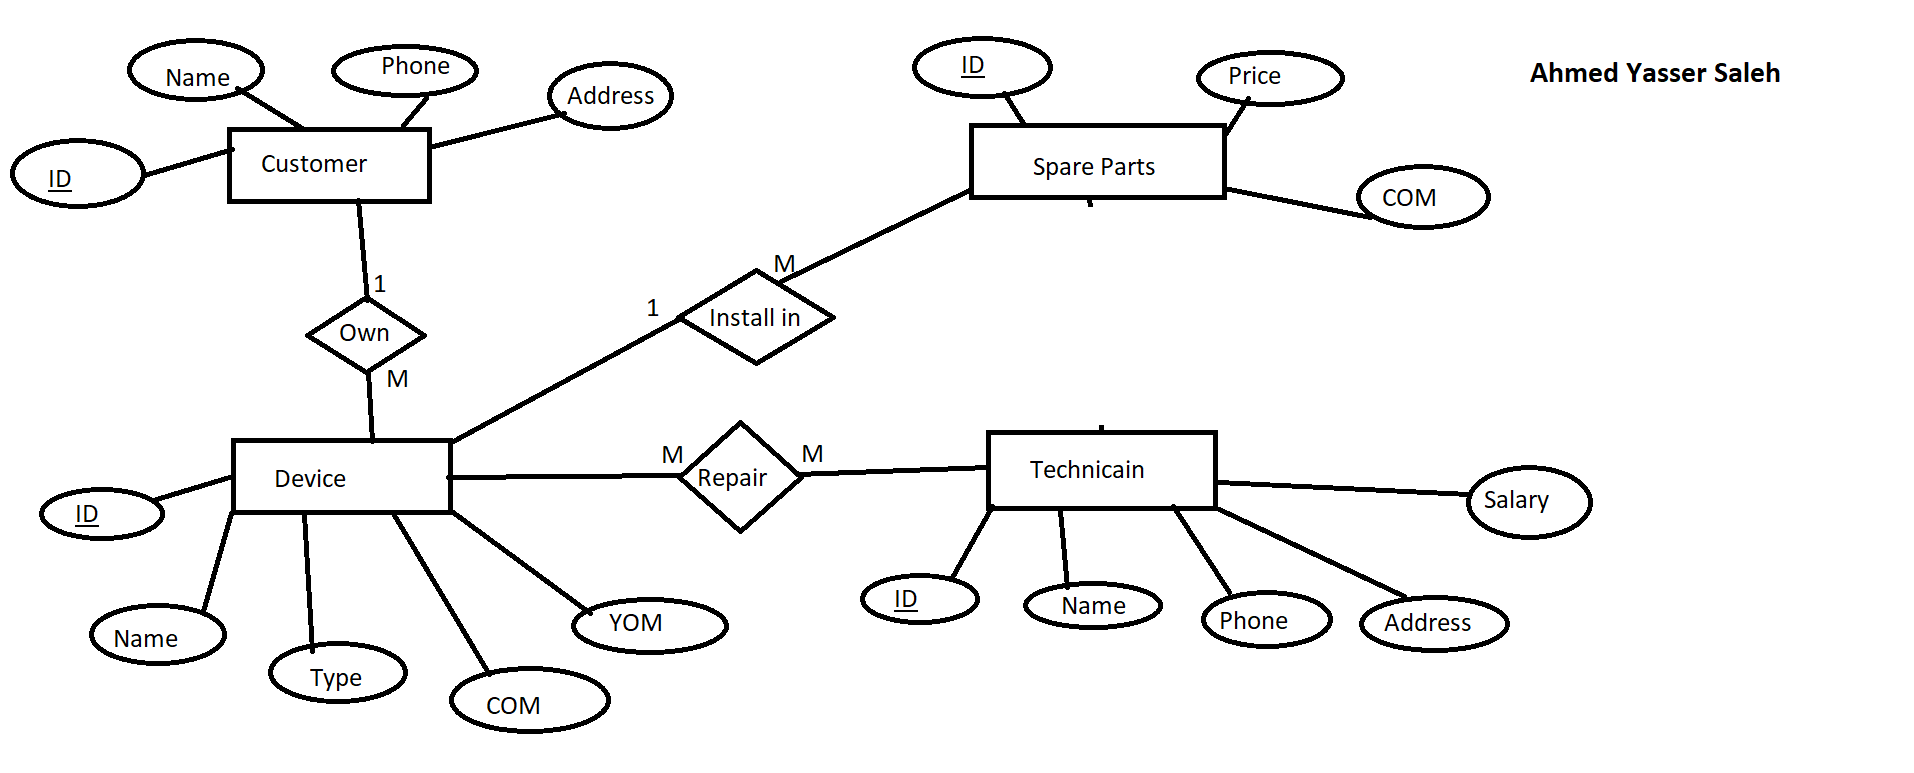 Name
Phone
Address
ID
Customer
ID
Price
Ahmed Yasser Saleh
Spare Parts
COM
1
Own
M
M
1
Install in
Device
M
Repair
M
Technicain
Salary
ID
Name
Type
COM
YOM
ID
Name
Phone
Address